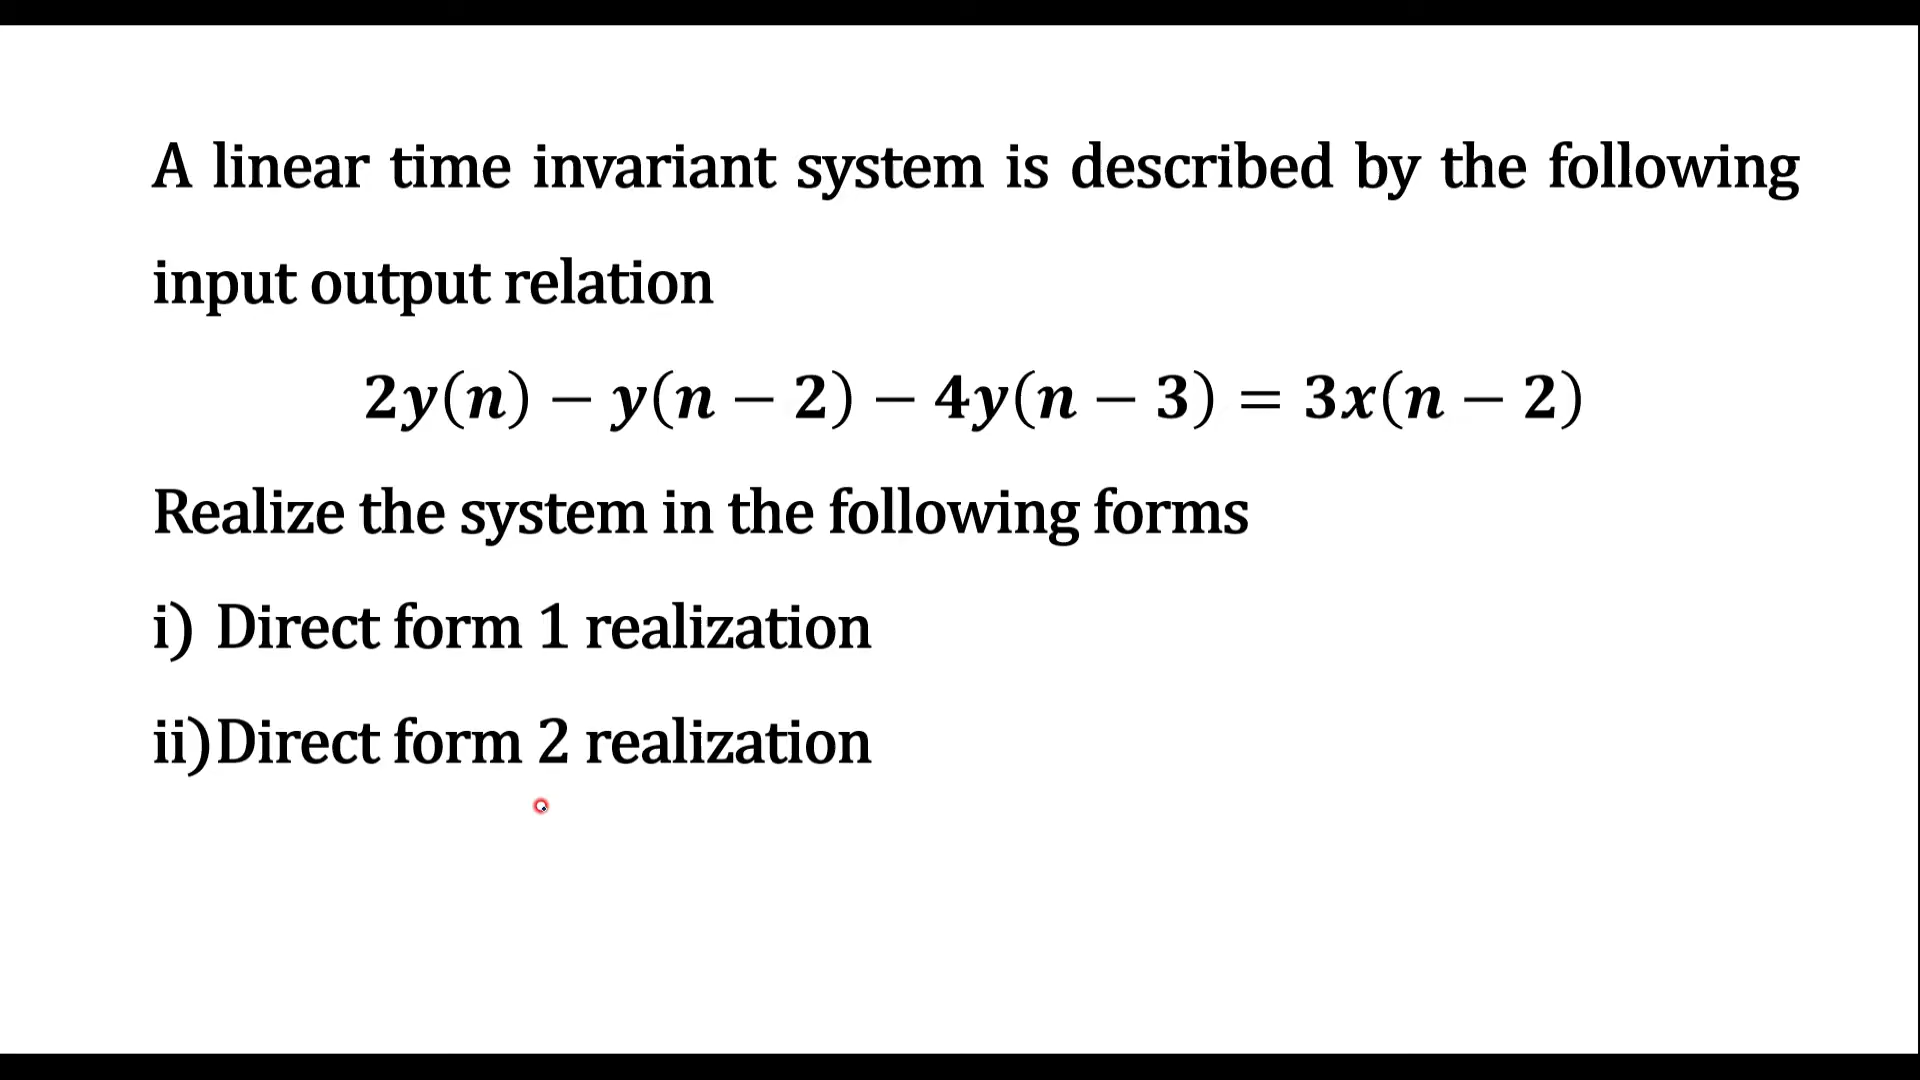 A linear time invariant system is described by the following
input output relation
2y(n) − y(n − 2) − 4y(n − 3) = 3x(n − 2)
Realize the system in the following forms
i) Direct form 1 realization
ii)Direct form 2 realization